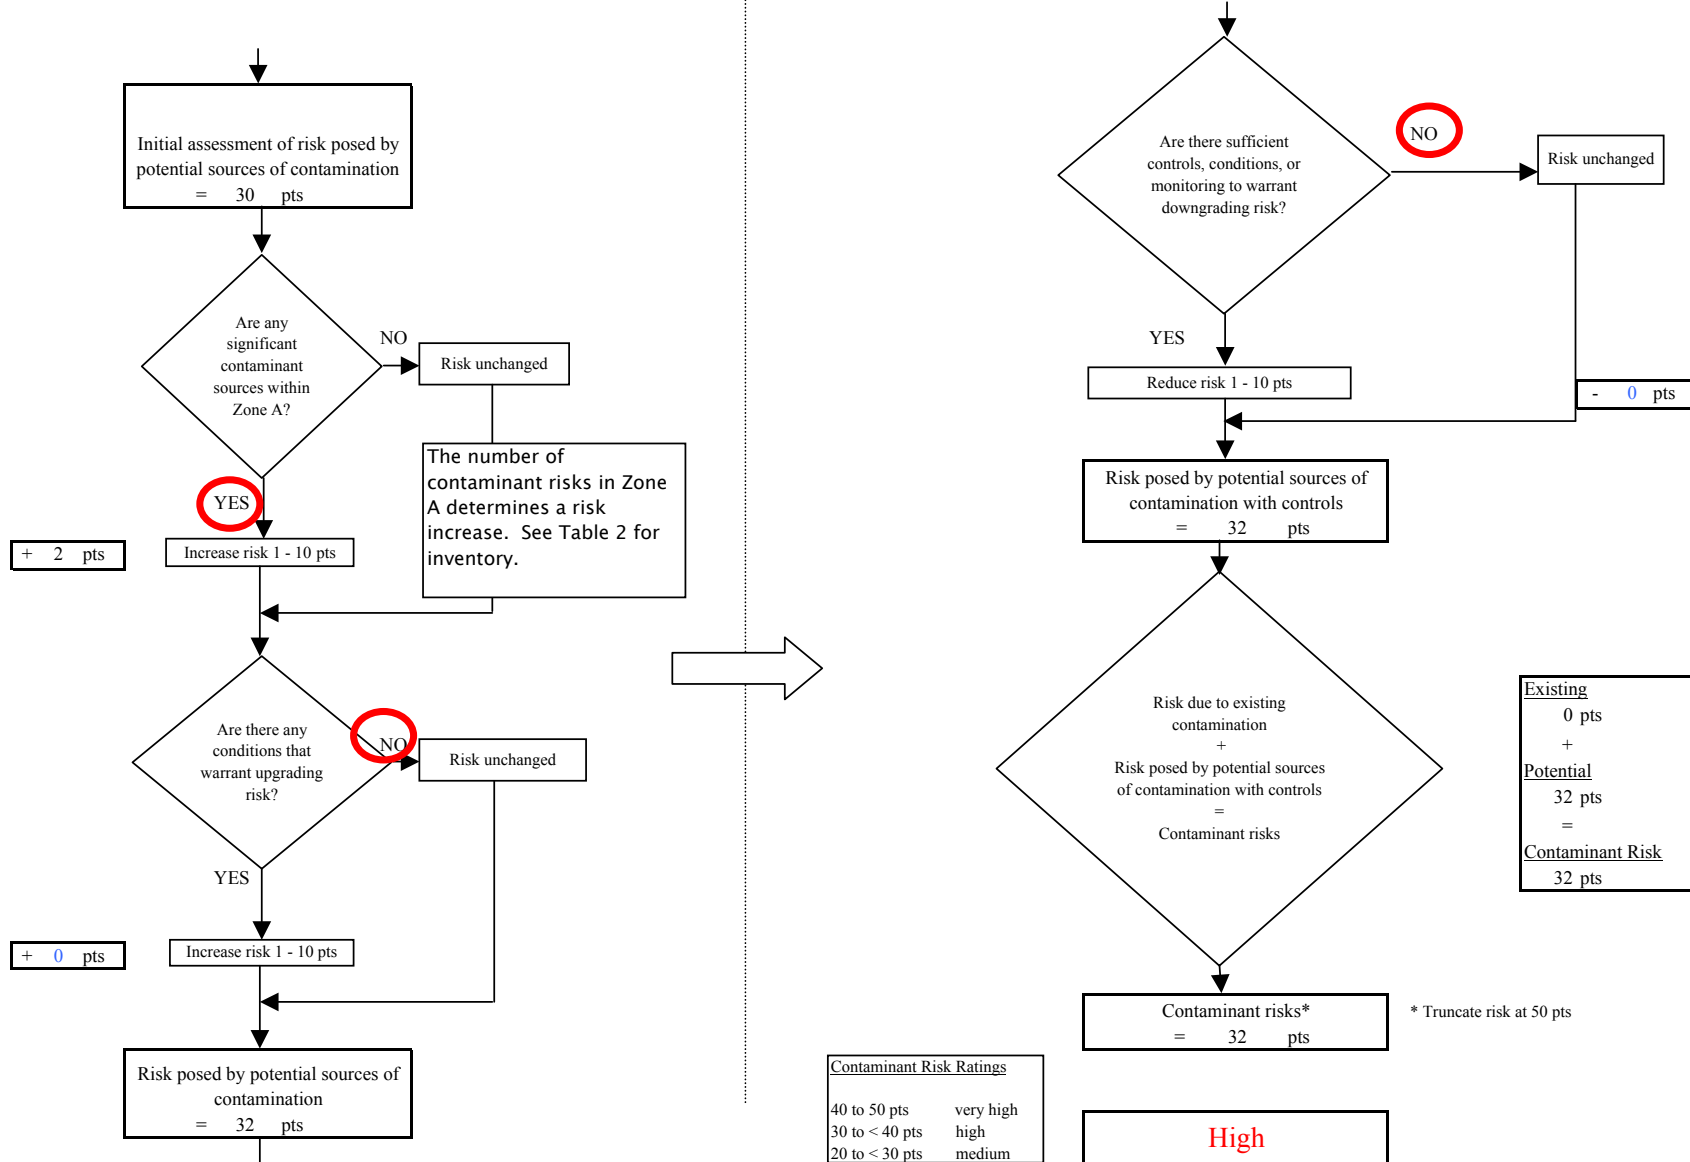 Initial assessment of risk posed by
potential sources of contamination
= 30 pts
Are any
significant
contaminant
sources within
Zone A?
NO
Risk unchanged
YES
The number of
contaminant risks in Zone
A determines a risk
increase. See Table 2 for
inventory.
+ 2 pts
Increase risk 1 - 10 pts
Are there any
conditions that
warrant upgrading
risk?
NO
Risk unchanged
YES
+ 0 pts
Increase risk 1 - 10 pts
Risk posed by potential sources of
contamination
= 32 pts
Are there sufficient
controls, conditions, or
monitoring to warrant
downgrading risk?
NO
Risk unchanged
YES
Reduce risk 1 - 10 pts
- 0 pts
Risk posed by potential sources of
contamination with controls
= 32 pts
Risk due to existing
contamination
+
Risk posed by potential sources
of contamination with controls
=
Contaminant risks
Existing
0 pts
+
Potential
32 pts
=
Contaminant Risk
32 pts
Contaminant risks*
= 32 pts
* Truncate risk at 50 pts
Contaminant Risk Ratings
40 to 50 pts very high
30 to < 40 pts high
20 to < 30 pts medium
High